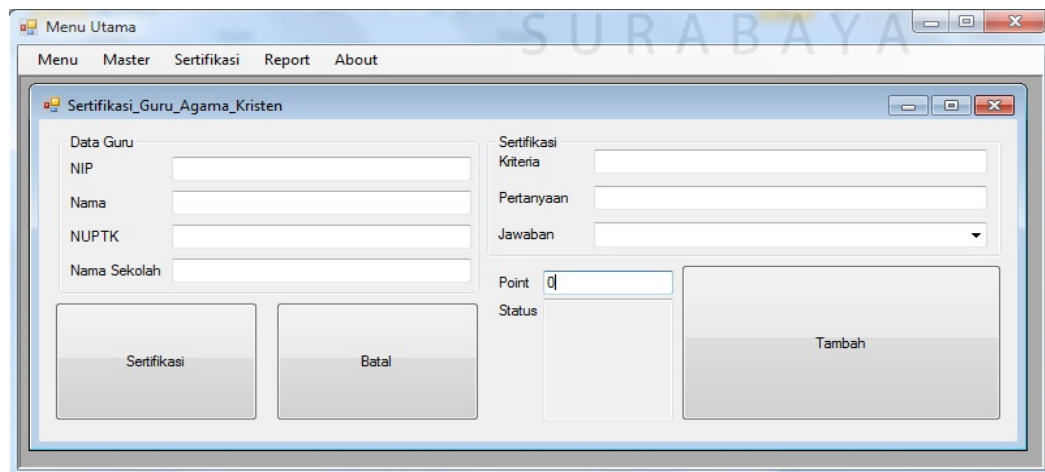 SURABAYA
Menu Utama
Menu Master Sertifikasi Report About
Sertifikasi_Guru_Agama_Kristen
Data Guru
NIP
Nama
NUPTK
Nama Sekolah
Sertifikasi
Kriteria
Pertanyaan
Jawaban
Point 0
Status
Sertifikasi
Batal
Tambah